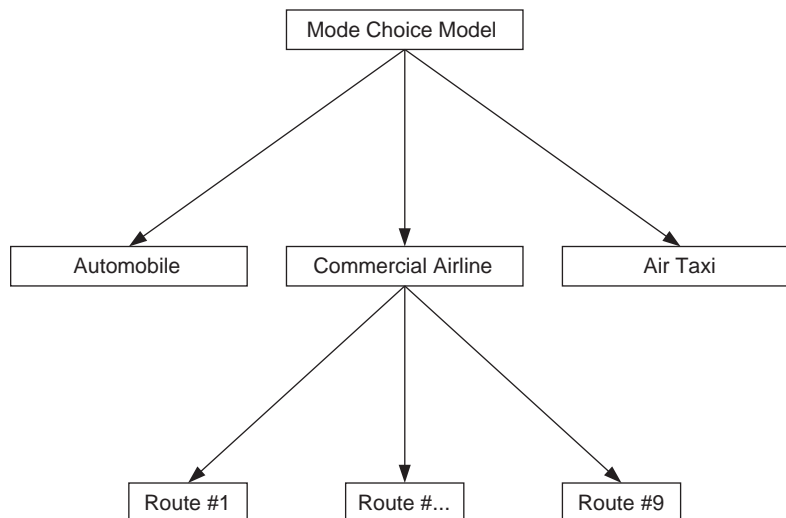 Mode Choice Model
Automobile
Commercial Airline
Air Taxi
Route #1
Route #...
Route #9